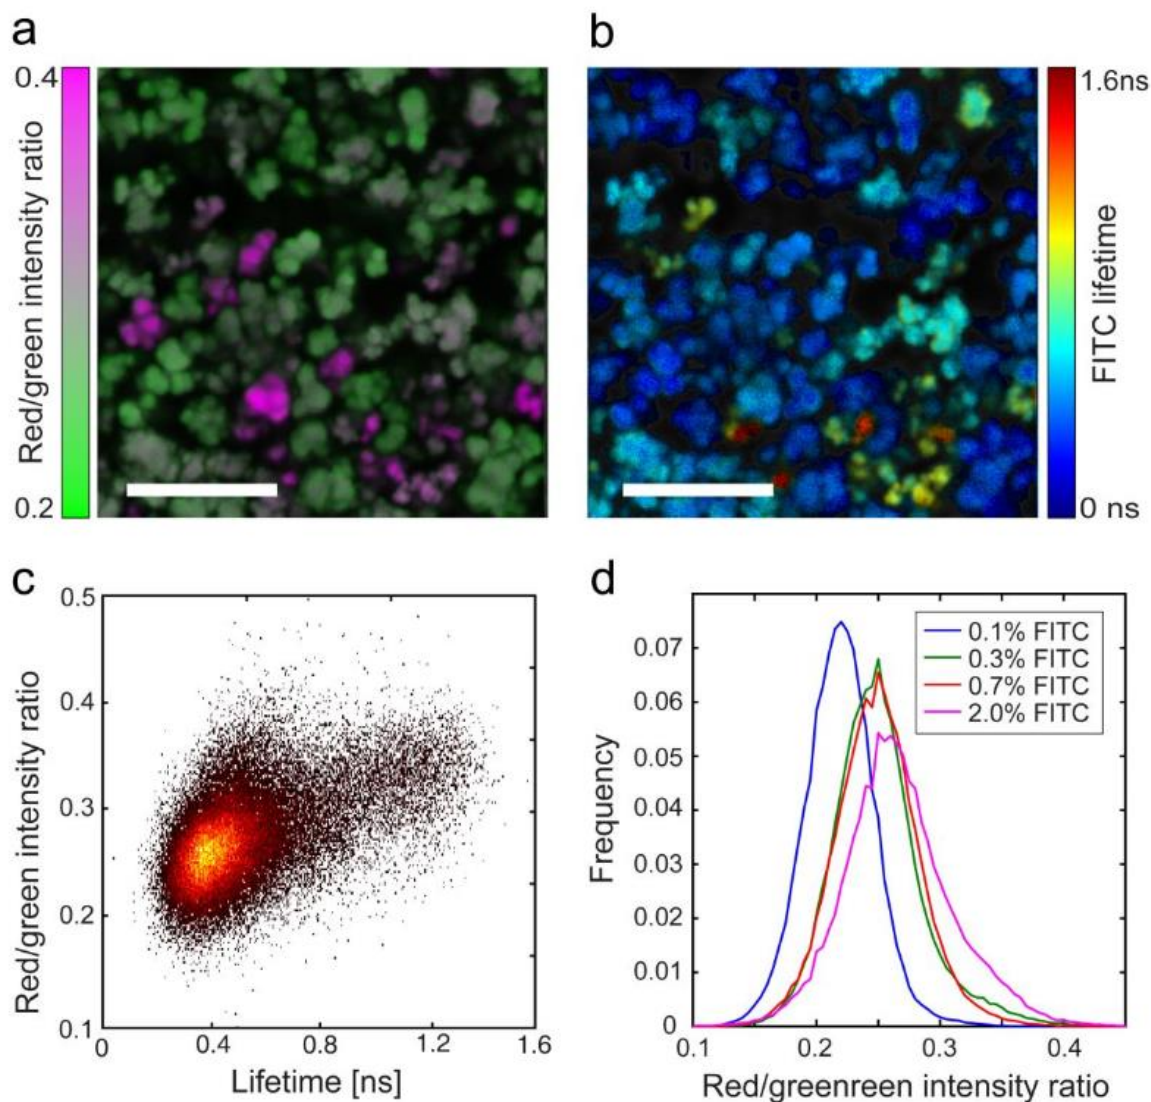 a
0.4
Red/green intensity ratio
0.2
b
1.6ns
FITC lifetime
0 ns
c
0.5
0.4
0.3
0.2
0.1
Red/green intensity ratio
0
0.4
0.8
1.2
1.6
Lifetime [ns]
d
0.07
0.06
0.05
0.04
0.03
0.02
0.01
0
Frequency
0.1% FITC
0.3% FITC
0.7% FITC
2.0% FITC
0.1
0.2
0.3
0.4
Red/greenreen intensity ratio